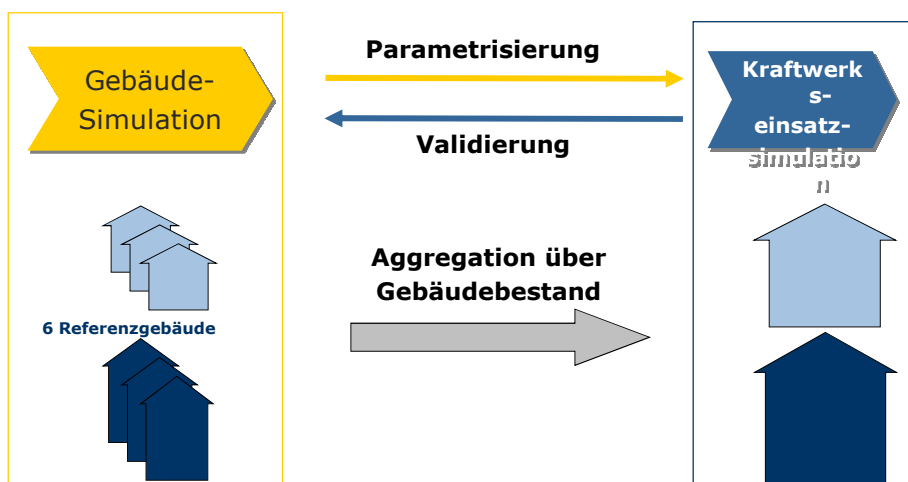 Gebäude-
Simulation
Parametrisierung
Validierung
Kraftwerk
s-
einsatz-
simulatio
n
Aggregation über
Gebäudebestand
6 Referenzgebäude